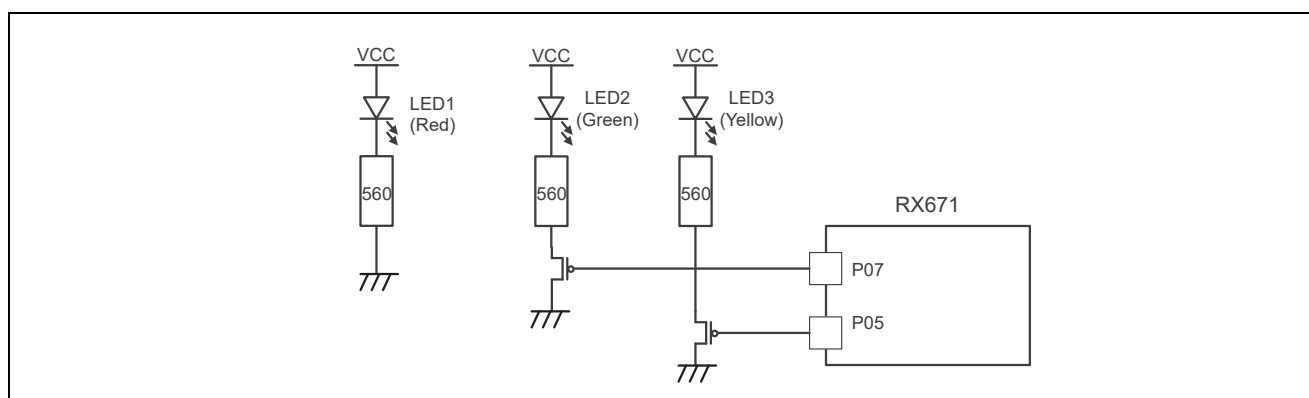 VCC
VCC
VCC
LED1
(Red)
LED2
(Green)
LED3
(Yellow)
560
560
560
RX671
P07
P05